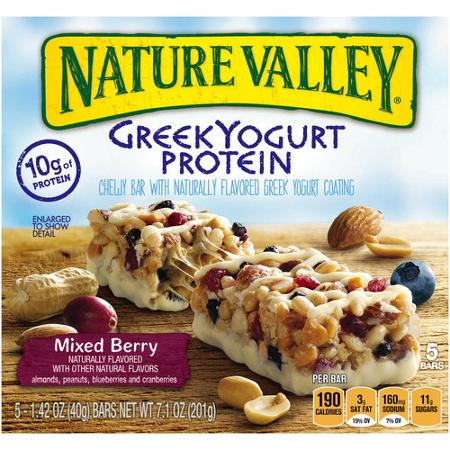 NATURE VALLEY®
GREEK YOGURT
PROTEIN
CHEWY BAR WITH NATURALLY FLAVORED GREEK YOGURT COATING
10g of
PROTEIN
ENLARGED
TO SHOW
DETAIL
Mixed Berry
NATURALLY FLAVORED
WITH OTHER NATURAL FLAVORS
almonds, peanuts, blueberries and cranberries
5
BARS
5 - 1.42 OZ (40g) BARS NET WT 7.1 OZ (201g)
PER BAR
190
CALORIES
3g
SAT FAT
15% DV
160mg
SODIUM
7% DV
11g
SUGARS